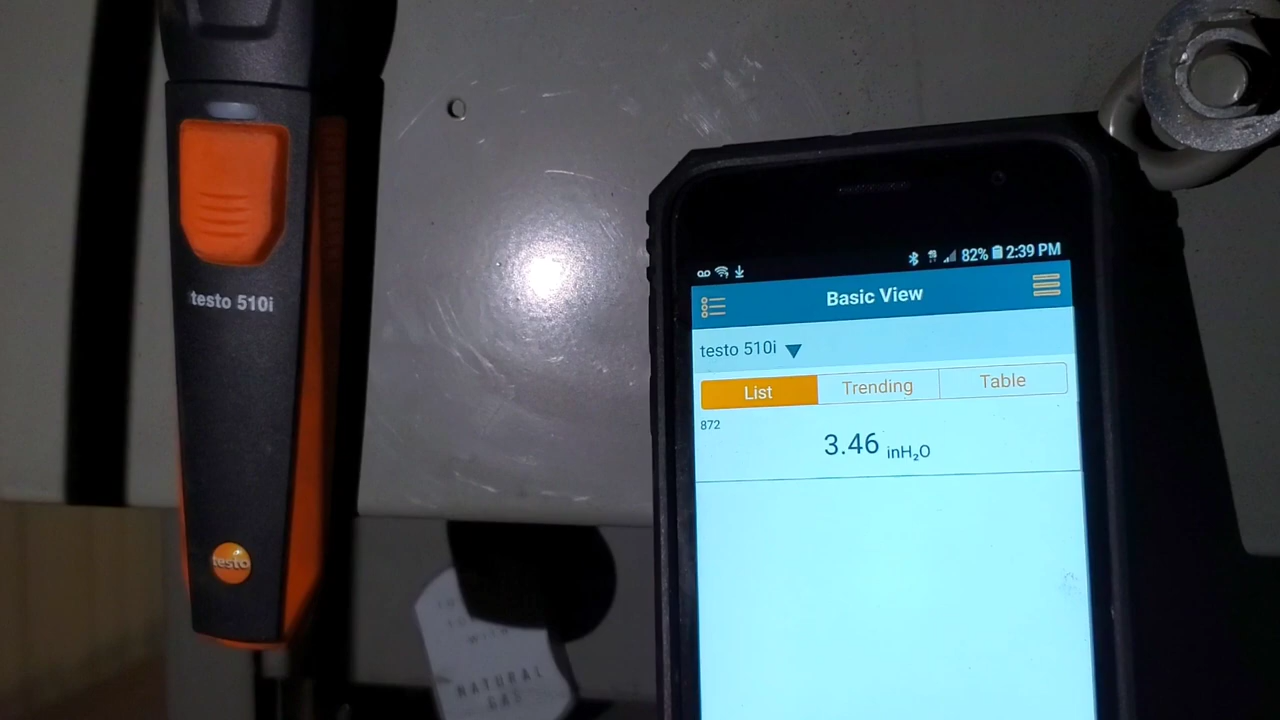 testo 510i
testo
82% 2:39 PM
Basic View
testo 510i
List
Trending
Table
872
3.46 inH₂O
NATURAL
GAS